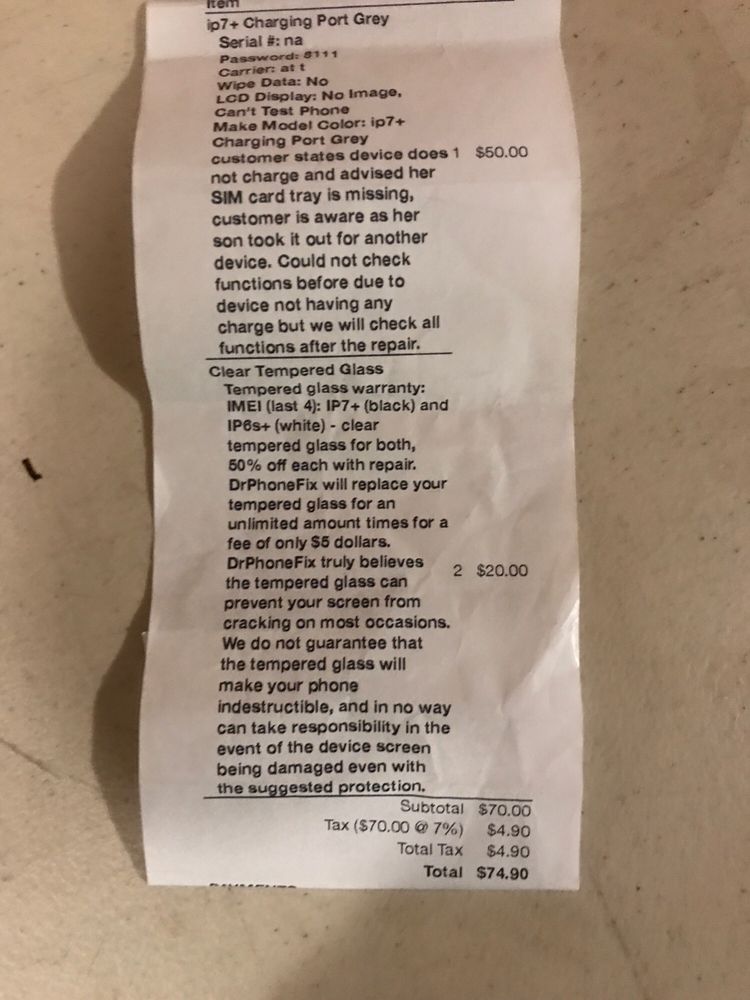 Item
ip7+ Charging Port Grey
Serial #: na
Password: 8111
Carrier: at t
Wipe Data: No
LCD Display: No Image,
Can't Test Phone
Make Model Color: ip7+
Charging Port Grey
customer states device does 1 $50.00
not charge and advised her
SIM card tray is missing,
customer is aware as her
son took it out for another
device. Could not check
functions before due to
device not having any
charge but we will check all
functions after the repair.
Clear Tempered Glass
Tempered glass warranty:
IMEI (last 4): IP7+ (black) and
IP6s+ (white) - clear
tempered glass for both,
50% off each with repair.
DrPhoneFix will replace your
tempered glass for an
unlimited amount times for a
fee of only $5 dollars.
DrPhoneFix truly believes
2 $20.00
the tempered glass can
prevent your screen from
cracking on most occasions.
We do not guarantee that
the tempered glass will
make your phone
indestructible, and in no way
can take responsibility in the
event of the device screen
being damaged even with
the suggested protection.
Subtotal $70.00
Tax ($70.00 @ 7%) $4.90
Total Tax $4.90
Total $74.90